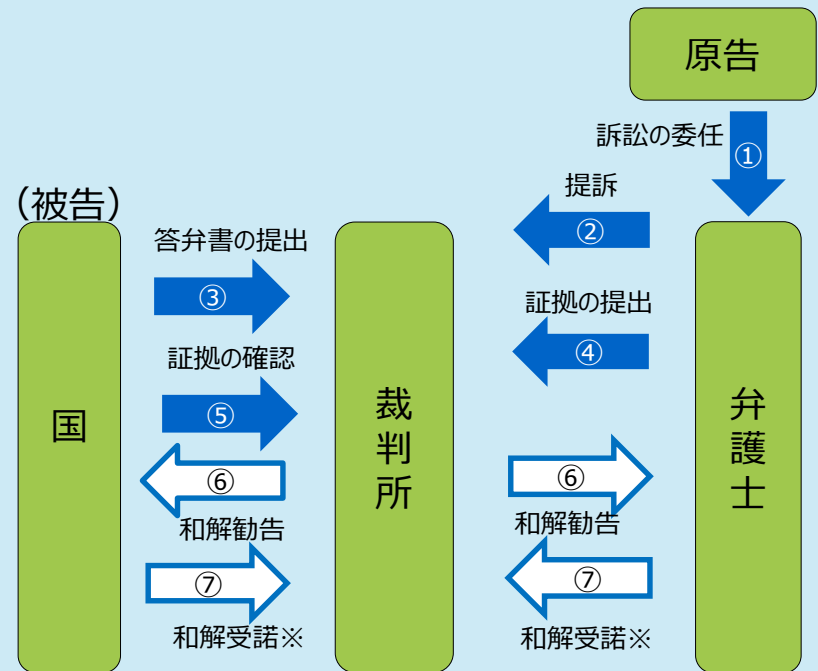 原告
訴訟の委任
①
提訴
②
（被告）
答弁書の提出
③
証拠の提出
④
証拠の確認
⑤
国
裁判所
弁護士
⑥
和解勧告
⑥
和解勧告
⑦
和解受諾※
⑦
和解受諾※